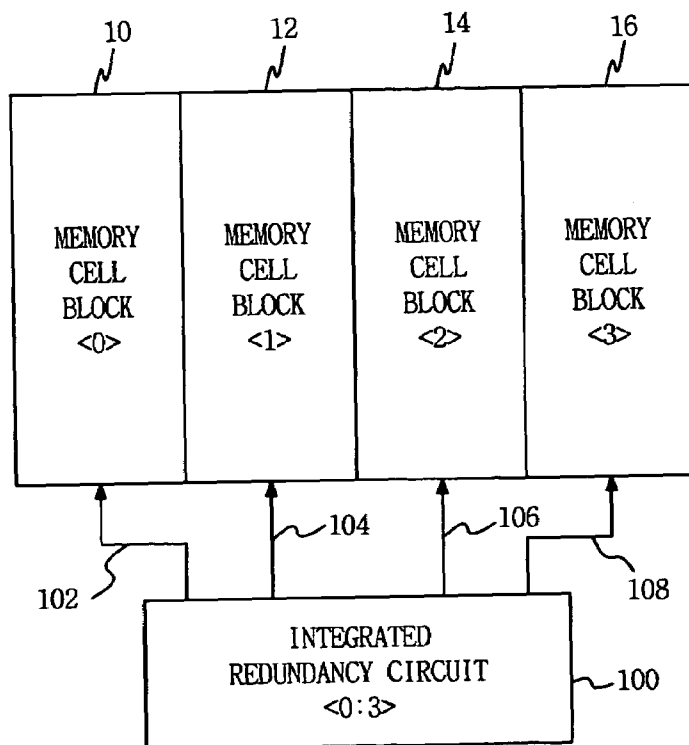 10
12
14
16
MEMORY
CELL
BLOCK
<0>
MEMORY
CELL
BLOCK
<1>
MEMORY
CELL
BLOCK
<2>
MEMORY
CELL
BLOCK
<3>
102
104
106
108
INTEGRATED
REDUNDANCY CIRCUIT
<0:3>
100